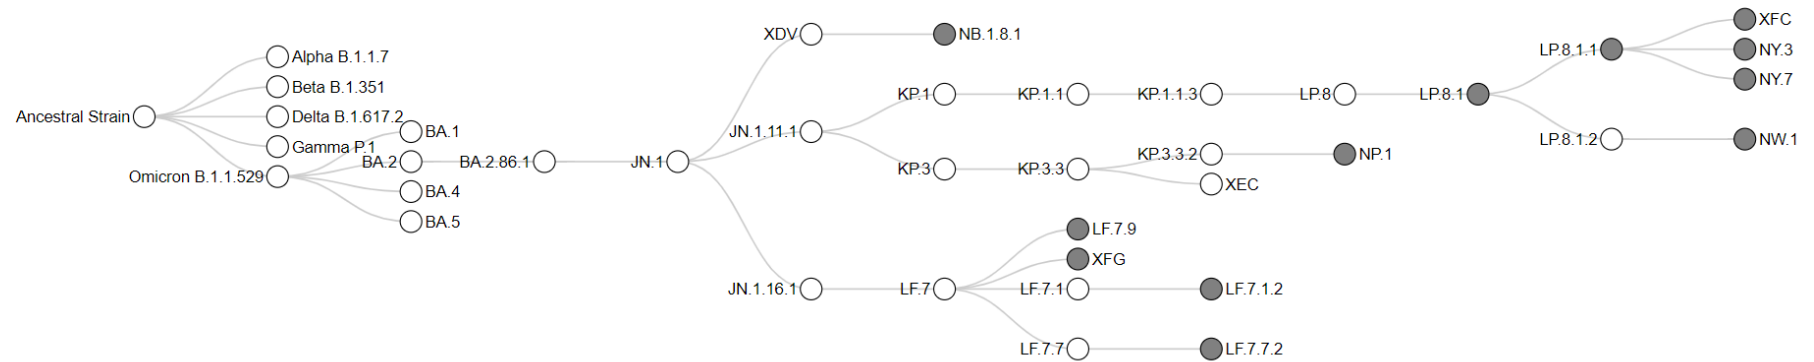 Ancestral Strain
Alpha B.1.1.7
Beta B.1.351
Delta B.1.617.2
Gamma P.1
Omicron B.1.1.529
BA.1
BA.2
BA.4
BA.5
BA.2.86.1
JN.1
XDV
NB.1.8.1
JN.1.11.1
KP.1
KP.1.1
KP.1.1.3
LP.8
LP.8.1
LP.8.1.1
XFC
NY.3
NY.7
LP.8.1.2
NW.1
KP.3
KP.3.3
KP.3.3.2
NP.1
XEC
JN.1.16.1
LF.7
LF.7.9
XFG
LF.7.1
LF.7.1.2
LF.7.7
LF.7.7.2